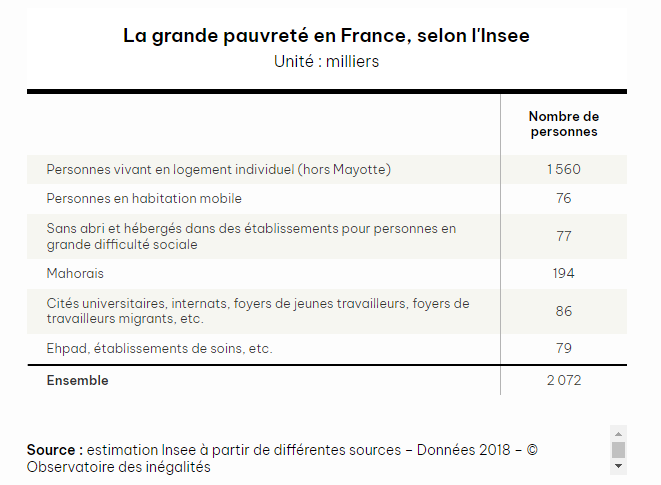 La grande pauvreté en France, selon l'Insee
Unité : milliers
Nombre de
personnes
Personnes vivant en logement individuel (hors Mayotte) 1 560
Personnes en habitation mobile 76
Sans abri et hébergés dans des établissements pour personnes en
grande difficulté sociale 77
Mahorais 194
Cités universitaires, internats, foyers de jeunes travailleurs, foyers de
travailleurs migrants, etc. 86
Ehpad, établissements de soins, etc. 79
Ensemble 2 072
Source : estimation Insee à partir de différentes sources – Données 2018 – ©
Observatoire des inégalités